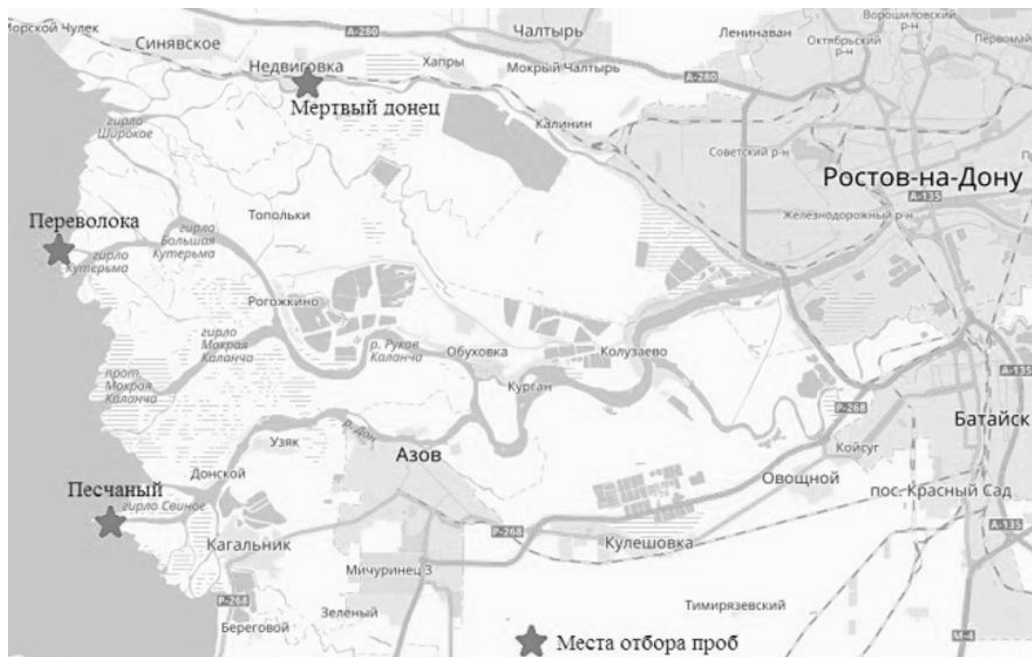 Морской Чулек
Синявское
А-280
Чалтырь
Ленинаван
Ворошиловский
р-н
Октябрьский
р-н
Недвиговка
Хапры
Мокрый Чалтырь
А-280
Мертвый донец
Калинин
гирло
Широкое
Советский р-н
Ростов-на-Дону
А-135
Переволока
Топольки
Железнодорожный р-н
гирло
Большая
Кутерьма
гирло
Кутерьма
Рогожкино
гирло
Мокрая
Каланча
р. Рукав
Каланча
Обуховка
Колузаево
прот.
Мокрая
Каланча
Курган
А-135
Р-268
Батайск
Узяк
р. Дон
Азов
Койсуг
Донской
Овощной
Песчаный
гирло Свиное
пос. Красный Сад
Р-268
А-135
Кагальник
Кулешовка
Мичуринец 3
Р-268
Зелёный
Тимирязевский
Береговой
М-4
Места отбора проб